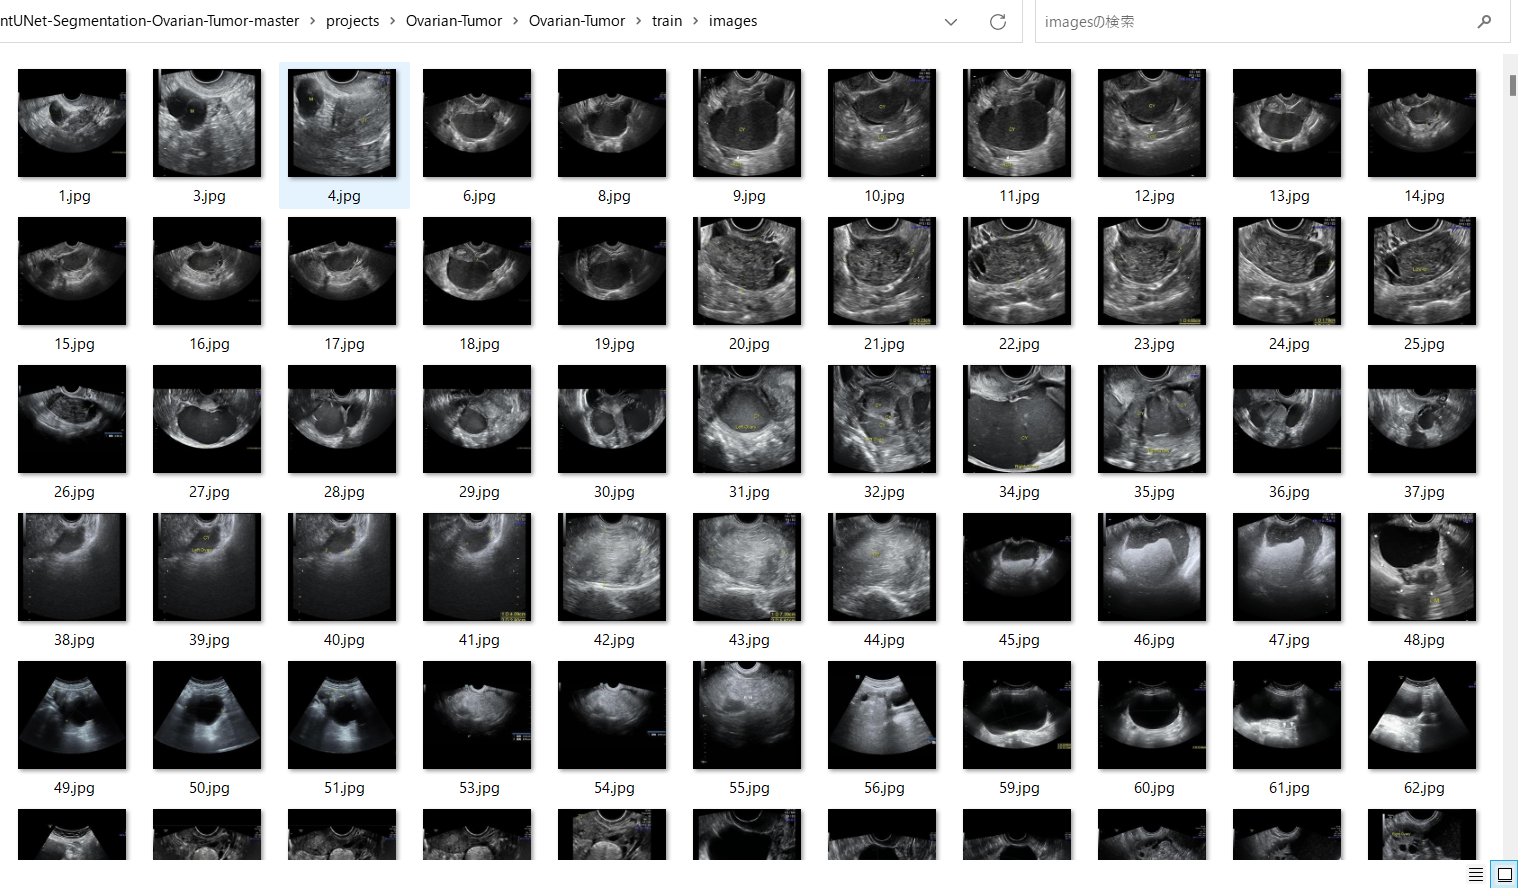 ntUNet-Segmentation-Ovarian-Tumor-master > projects > Ovarian-Tumor > Ovarian-Tumor > train > images
imagesの検索
1.jpg 3.jpg 4.jpg 6.jpg 8.jpg 9.jpg 10.jpg 11.jpg 12.jpg 13.jpg 14.jpg
15.jpg 16.jpg 17.jpg 18.jpg 19.jpg 20.jpg 21.jpg 22.jpg 23.jpg 24.jpg 25.jpg
26.jpg 27.jpg 28.jpg 29.jpg 30.jpg 31.jpg 32.jpg 34.jpg 35.jpg 36.jpg 37.jpg
38.jpg 39.jpg 40.jpg 41.jpg 42.jpg 43.jpg 44.jpg 45.jpg 46.jpg 47.jpg 48.jpg
49.jpg 50.jpg 51.jpg 53.jpg 54.jpg 55.jpg 56.jpg 59.jpg 60.jpg 61.jpg 62.jpg